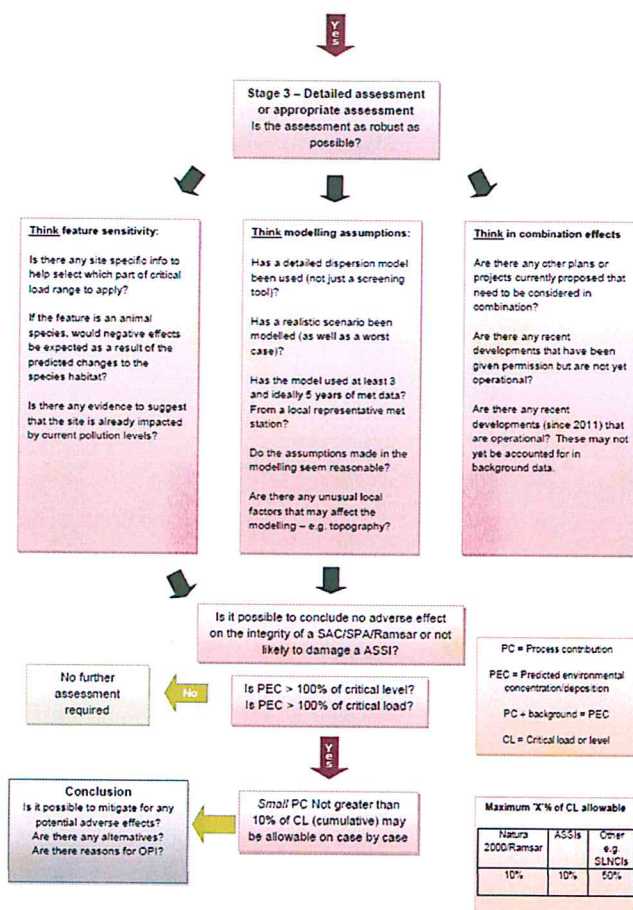 Yes
Stage 3 – Detailed assessment
or appropriate assessment
Is the assessment as robust as
possible?
Think feature sensitivity:
Is there any site specific info to
help select which part of critical
load range to apply?
If the feature is an animal
species, would negative effects
be expected as a result of the
predicted changes to the
species habitat?
Is there any evidence to suggest
that the site is already impacted
by current pollution levels?
Think modelling assumptions:
Has a detailed dispersion model
been used (not just a screening
tool)?
Has a realistic scenario been
modelled (as well as a worst
case)?
Has the model used at least 3
and ideally 5 years of met data?
From a local representative met
station?
Do the assumptions made in the
modelling seem reasonable?
Are there any unusual local
factors that may affect the
modelling – e.g. topography?
Think in combination effects
Are there any other plans or
projects currently proposed that
need to be considered in
combination?
Are there any recent
developments that have been
given permission but are not yet
operational?
Are there any recent
developments (since 2011) that
are operational? These may not
yet be accounted for in
background data.
Is it possible to conclude no adverse effect
on the integrity of a SAC/SPA/Ramsar or not
likely to damage a ASSI?
No further
assessment
required
No
Is PEC > 100% of critical level?
Is PEC > 100% of critical load?
PC = Process contribution
PEC = Predicted environmental
concentration/deposition
PC + background = PEC
CL = Critical load or level
Yes
Conclusion
Is it possible to mitigate for any
potential adverse effects?
Are there any alternatives?
Are there reasons for OPI?
Small PC Not greater than
10% of CL (cumulative) may
be allowable on case by case
Maximum 'X'% of CL allowable
Natura 2000/Ramsar ASSIs Other e.g. SLNCIs
10% 10% 50%